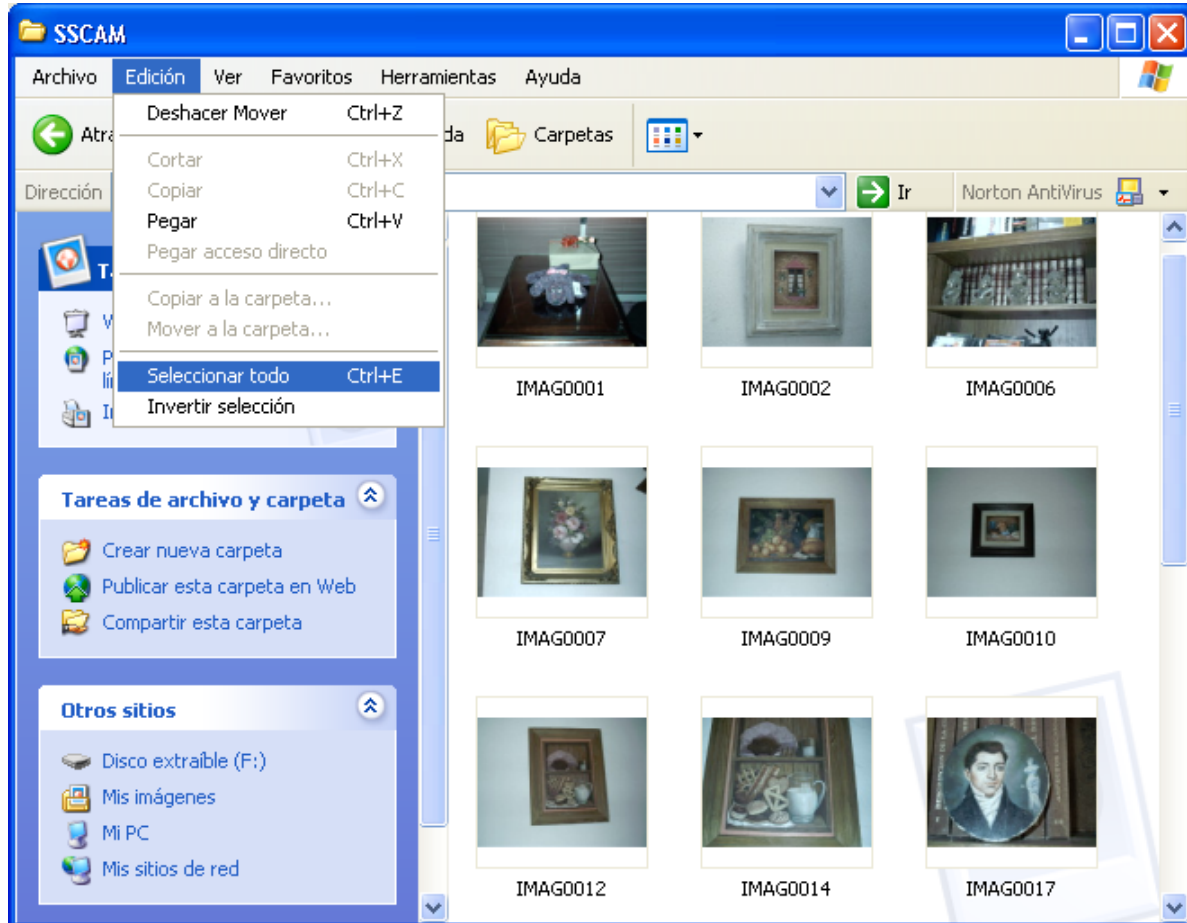 SSCAM
Archivo Edición Ver Favoritos Herramientas Ayuda
Carpetas
Dirección Ir Norton AntiVirus
Deshacer Mover Ctrl+Z
Cortar Ctrl+X
Copiar Ctrl+C
Pegar Ctrl+V
Pegar acceso directo
Copiar a la carpeta...
Mover a la carpeta...
Seleccionar todo Ctrl+E
Invertir selección
Tareas de archivo y carpeta
Crear nueva carpeta
Publicar esta carpeta en Web
Compartir esta carpeta
Otros sitios
Disco extraíble (F:)
Mis imágenes
Mi PC
Mis sitios de red
IMAG0001 IMAG0002 IMAG0006
IMAG0007 IMAG0009 IMAG0010
IMAG0012 IMAG0014 IMAG0017